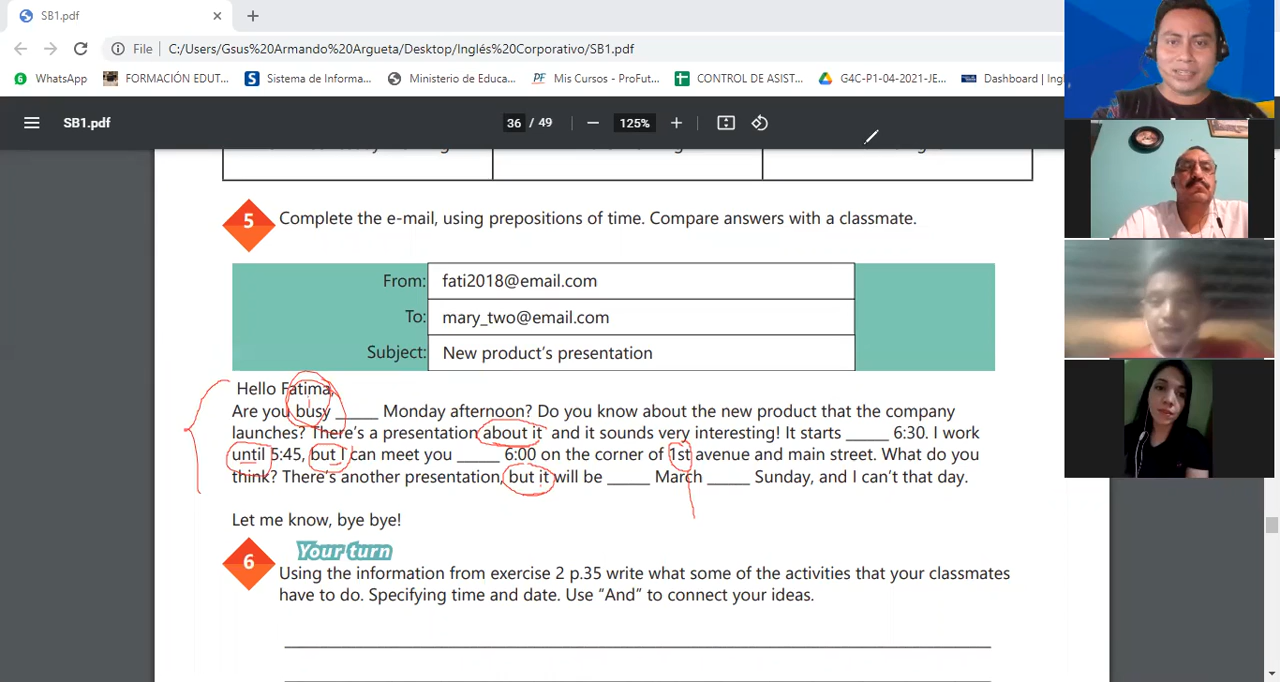 SB1.pdf
File | C:/Users/Gsus%20Armando%20Argueta/Desktop/Inglés%20Corporativo/SB1.pdf
WhatsApp FORMACIÓN EDUT... Sistema de Informa... Ministerio de Educa... Mis Cursos - ProFut... CONTROL DE ASIST... G4C-P1-04-2021-JE... Dashboard | Ingl
SB1.pdf 36 / 49 125%
5 Complete the e-mail, using prepositions of time. Compare answers with a classmate.
From: fati2018@email.com
To: mary_two@email.com
Subject: New product's presentation
Hello Fatima,
Are you busy _____ Monday afternoon? Do you know about the new product that the company
launches? There's a presentation about it and it sounds very interesting! It starts _____ 6:30. I work
until 5:45, but I can meet you _____ 6:00 on the corner of 1st avenue and main street. What do you
think? There's another presentation, but it will be _____ March _____ Sunday, and I can't that day.
Let me know, bye bye!
6 Your turn
Using the information from exercise 2 p.35 write what some of the activities that your classmates
have to do. Specifying time and date. Use “And” to connect your ideas.